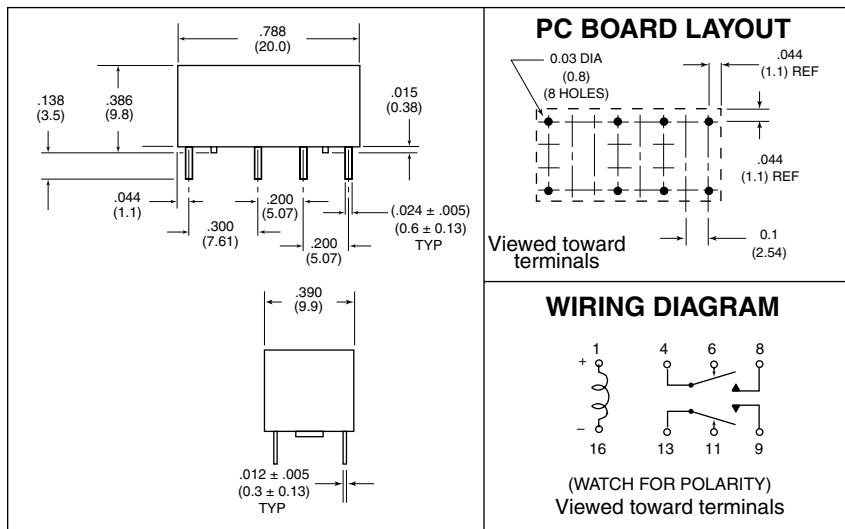 .788
(20.0)
.138
(3.5)
.386
(9.8)
.015
(0.38)
.044
(1.1)
.200
(5.07)
(.024 ± .005)
(0.6 ± 0.13)
TYP
.300
(7.61)
.200
(5.07)
.390
(9.9)
.012 ± .005
(0.3 ± 0.13)
TYP
PC BOARD LAYOUT
0.03 DIA
(0.8)
(8 HOLES)
.044
(1.1) REF
.044
(1.1) REF
Viewed toward
terminals
0.1
(2.54)
WIRING DIAGRAM
1 4 6 8
+
–
16 13 11 9
(WATCH FOR POLARITY)
Viewed toward terminals